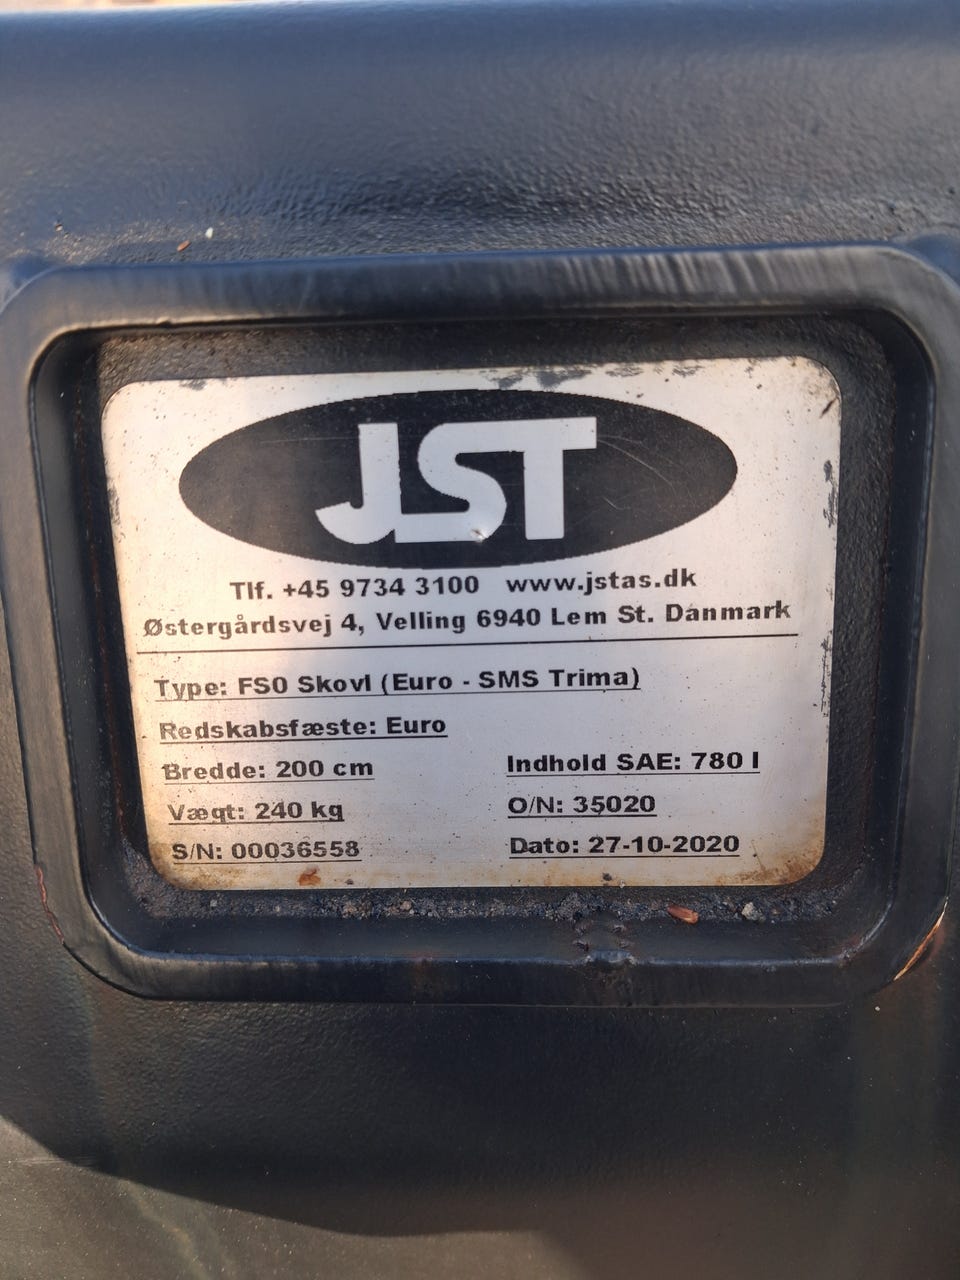 JST
Tlf. +45 9734 3100 www.jstas.dk
Østergårdsvej 4, Velling 6940 Lem St. Danmark
Type: FS0 Skovl (Euro - SMS Trima)
Redskabsfæste: Euro
Bredde: 200 cm Indhold SAE: 780 l
Vægt: 240 kg O/N: 35020
S/N: 00036558 Dato: 27-10-2020